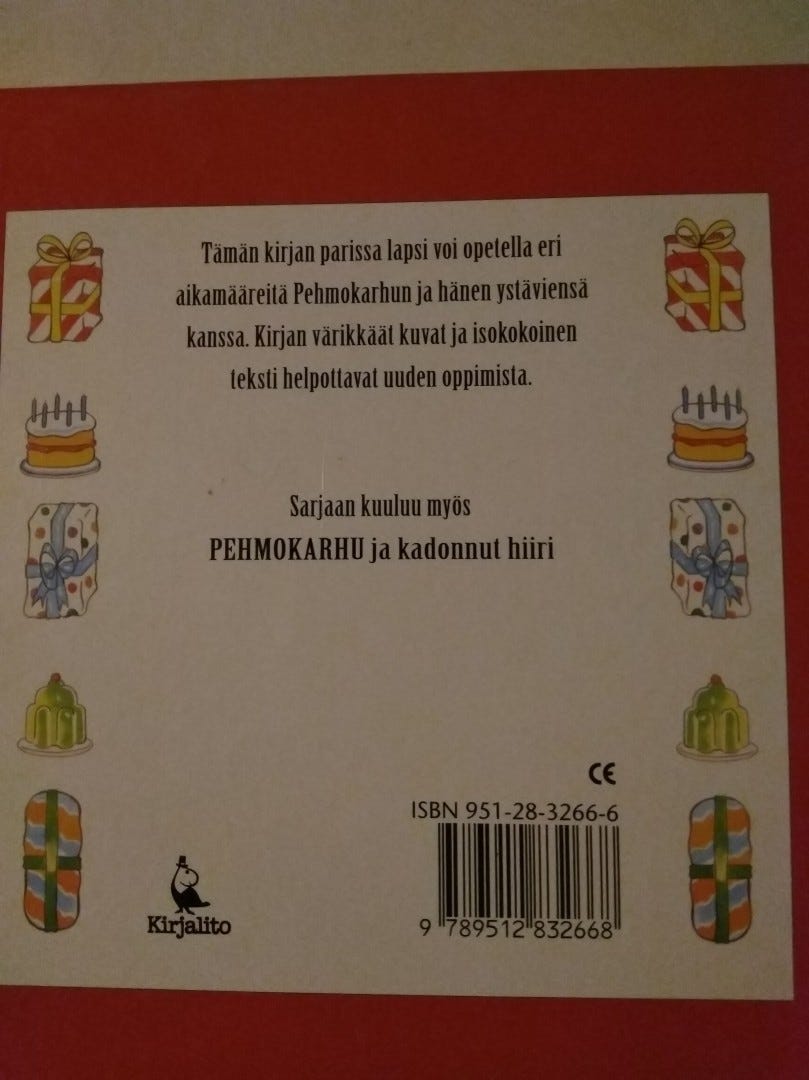 Tämän kirjan parissa lapsi voi opetella eri
aikamääreitä Pehmokarhun ja hänen ystäviensä
kanssa. Kirjan värikkäät kuvat ja isokokoinen
teksti helpottavat uuden oppimista.
Sarjaan kuuluu myös
PEHMOKARHU ja kadonnut hiiri
CE
ISBN 951-28-3266-6
9 789512 832668
Kirjalito